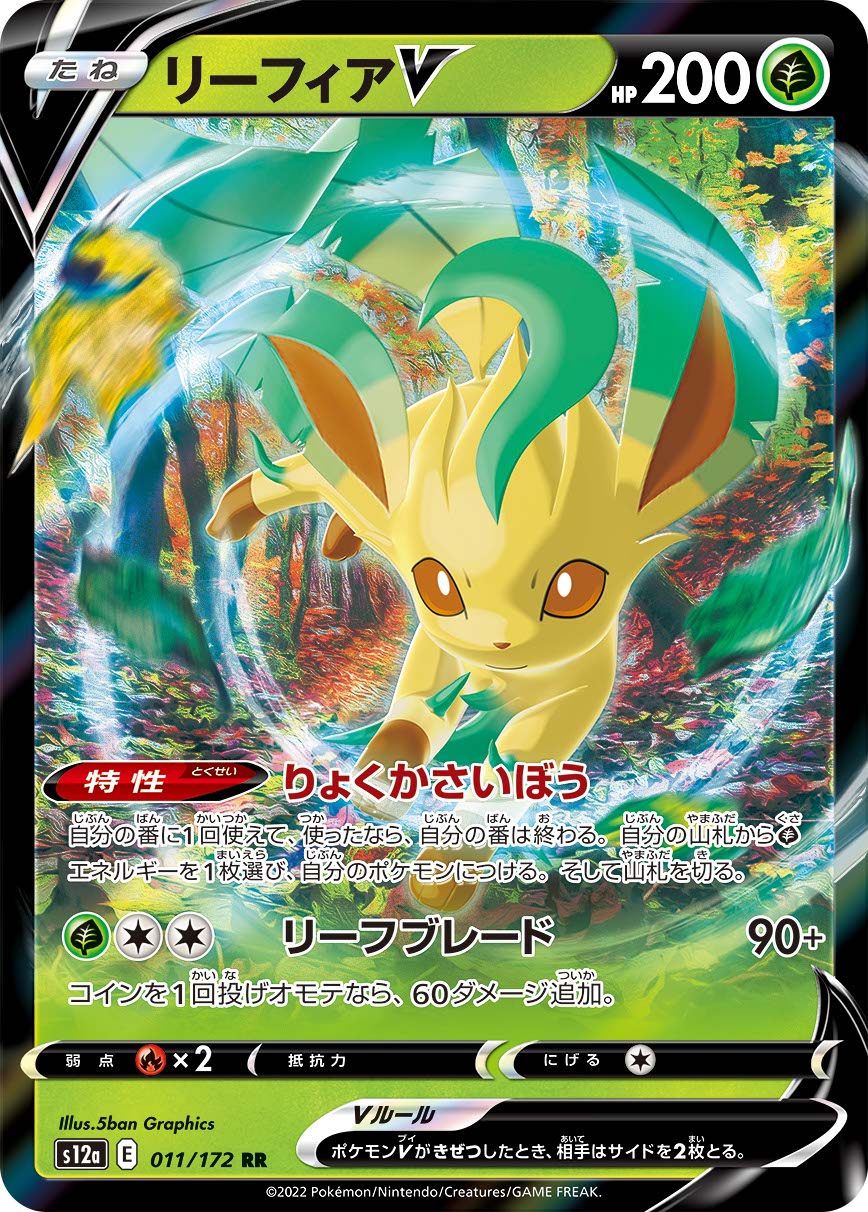 たね リーフィアV HP 200
特性 とくせい りょくかさいぼう
自分の番に1回使えて、使ったなら、自分の番は終わる。自分の山札から
エネルギーを1枚選び、自分のポケモンにつける。そして山札を切る。
リーフブレード 90+
コインを1回投げオモテなら、60ダメージ追加。
弱点 ×2 抵抗力 にげる
Illus.5ban Graphics
Vルール
ポケモンVがきぜつしたとき、相手はサイドを2枚とる。
s12a E 011/172 RR
©2022 Pokémon/Nintendo/Creatures/GAME FREAK.